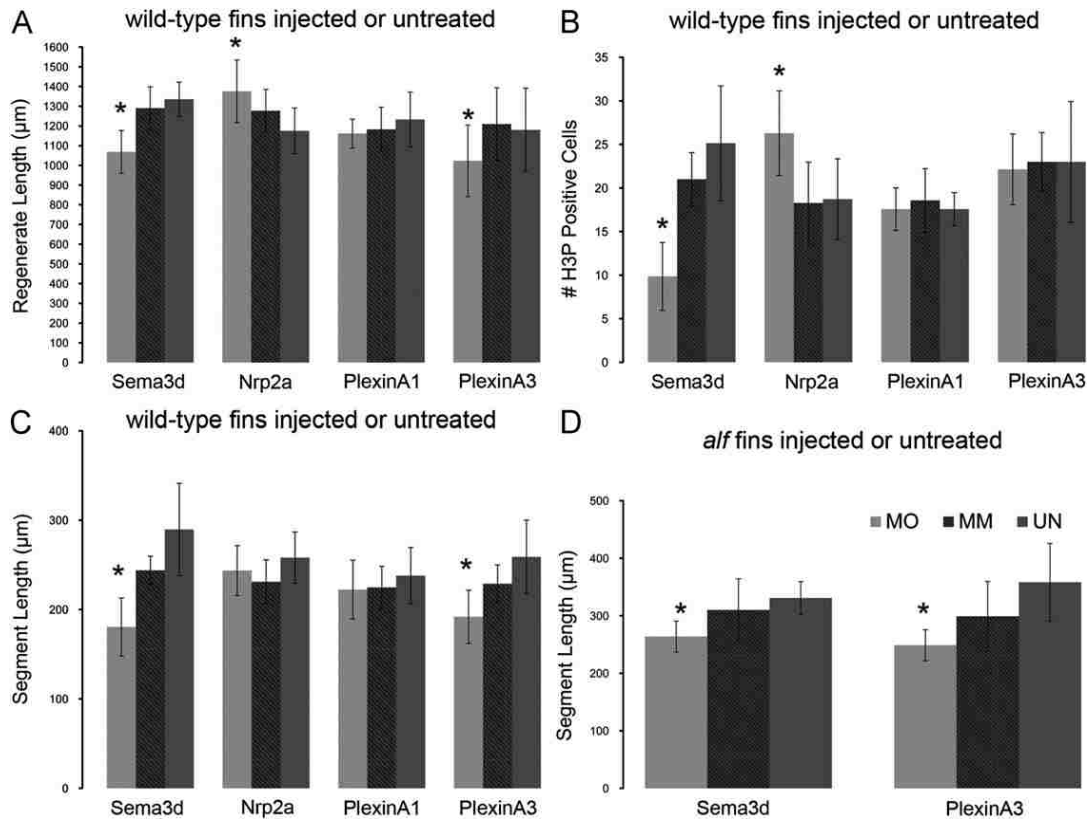 A
wild-type fins injected or untreated
*
*
*
Regenerate Length (µm)
1600
1500
1400
1300
1200
1100
1000
900
800
700
600
500
400
300
200
100
0
Sema3d Nrp2a PlexinA1 PlexinA3
B
wild-type fins injected or untreated
*
*
# H3P Positive Cells
35
30
25
20
15
10
5
0
Sema3d Nrp2a PlexinA1 PlexinA3
C
wild-type fins injected or untreated
*
*
Segment Length (µm)
400
300
200
100
0
Sema3d Nrp2a PlexinA1 PlexinA3
D
alf fins injected or untreated
MO MM UN
*
*
Segment Length (µm)
500
400
300
200
100
0
Sema3d PlexinA3